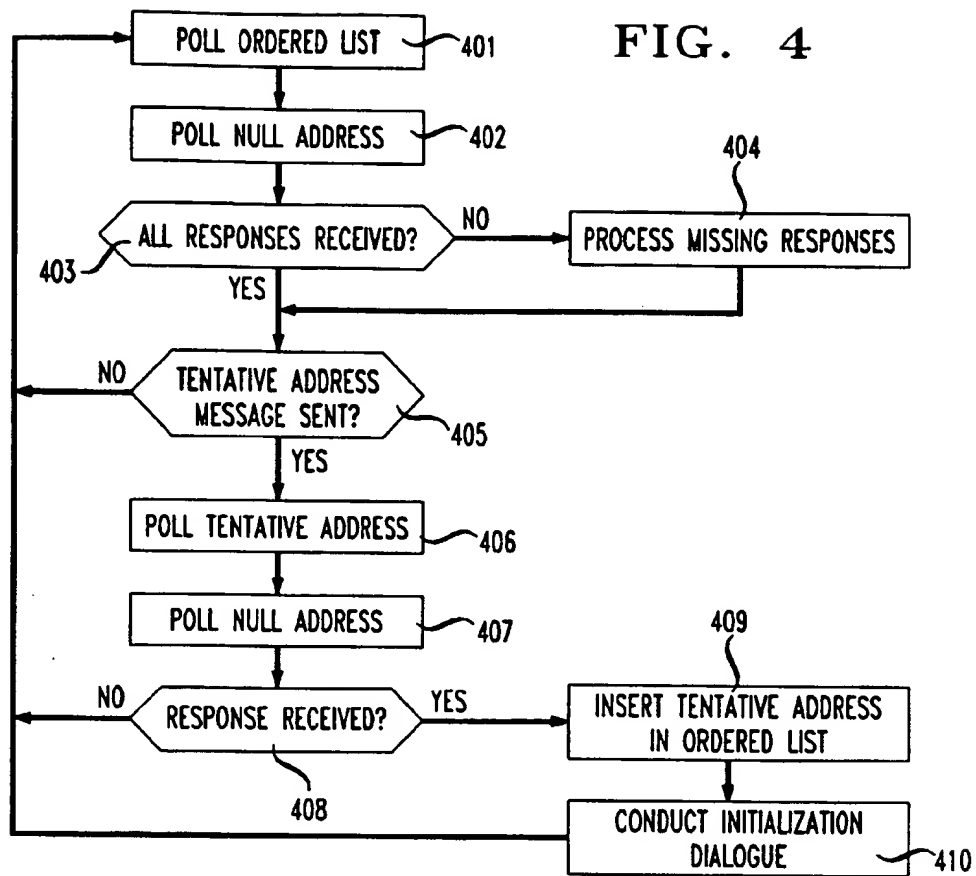 FIG. 4
POLL ORDERED LIST
401
POLL NULL ADDRESS
402
404
ALL RESPONSES RECEIVED?
NO
PROCESS MISSING RESPONSES
403
YES
NO
TENTATIVE ADDRESS
MESSAGE SENT?
405
YES
POLL TENTATIVE ADDRESS
406
POLL NULL ADDRESS
407
409
NO
RESPONSE RECEIVED?
YES
INSERT TENTATIVE ADDRESS
IN ORDERED LIST
408
CONDUCT INITIALIZATION
DIALOGUE
410